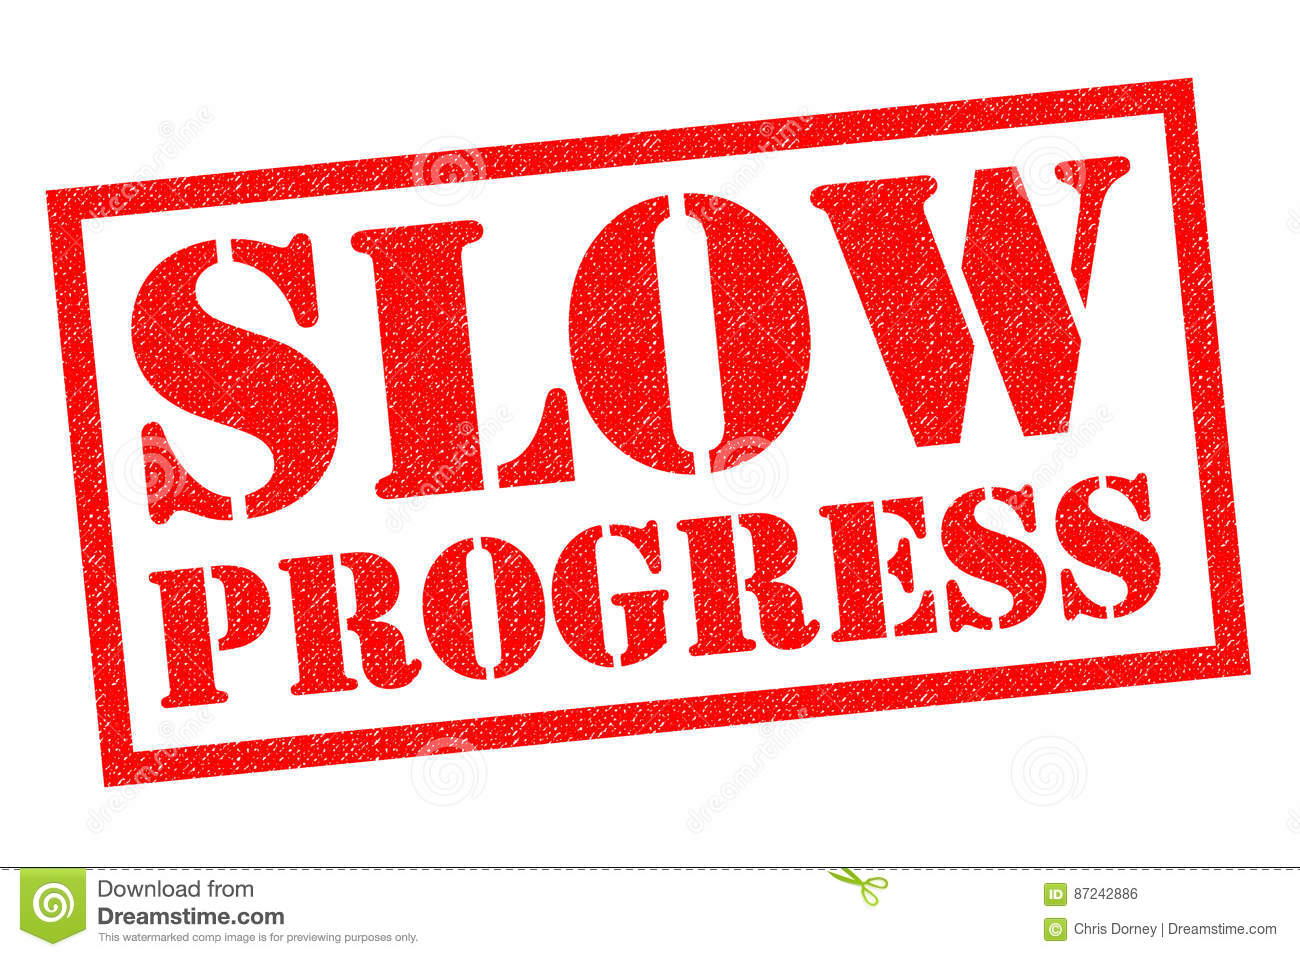 SLOW
PROGRESS
Download from
Dreamstime.com
This watermarked comp image is for previewing purposes only.
ID 87242886
© Chris Dorney | Dreamstime.com